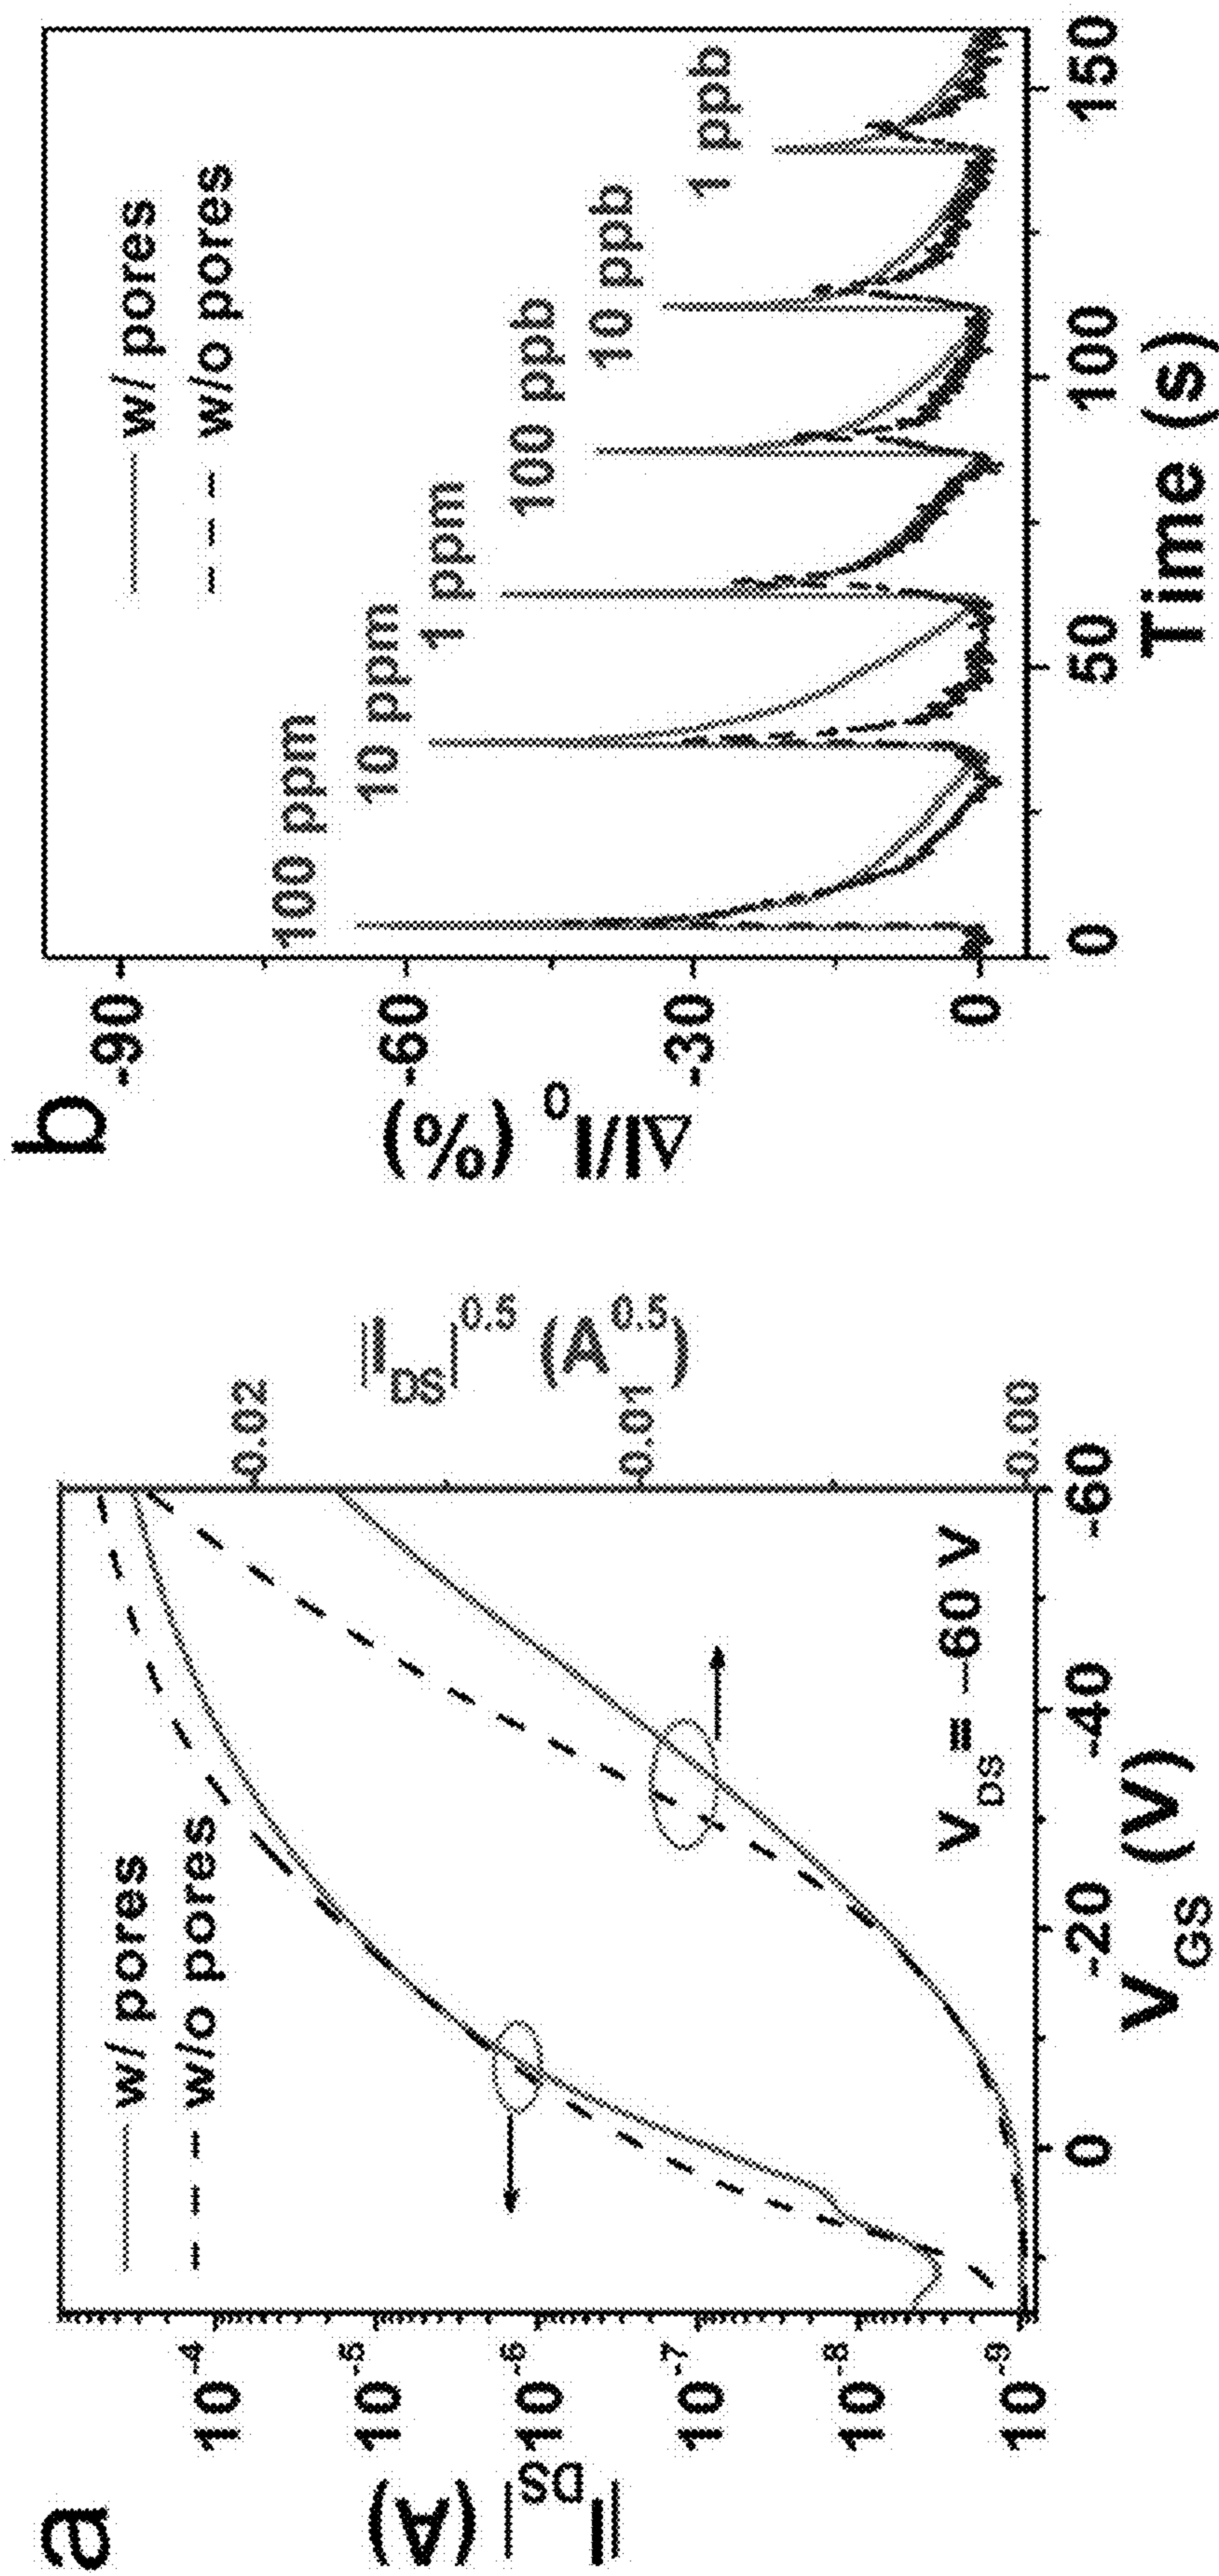 a
|I_DS| (A)
10^-4
10^-5
10^-6
10^-7
10^-8
10^-9
w/ pores
w/o pores
V_DS = -60 V
0
-20
-40
-60
V_GS (V)
|I_DS|^0.5 (A^0.5)
0.02
0.01
0.00
b
ΔI/I_0 (%)
-90
-60
-30
0
w/ pores
w/o pores
100 ppm
10 ppm
1 ppm
100 ppb
10 ppb
1 ppb
0
50
100
150
Time (s)